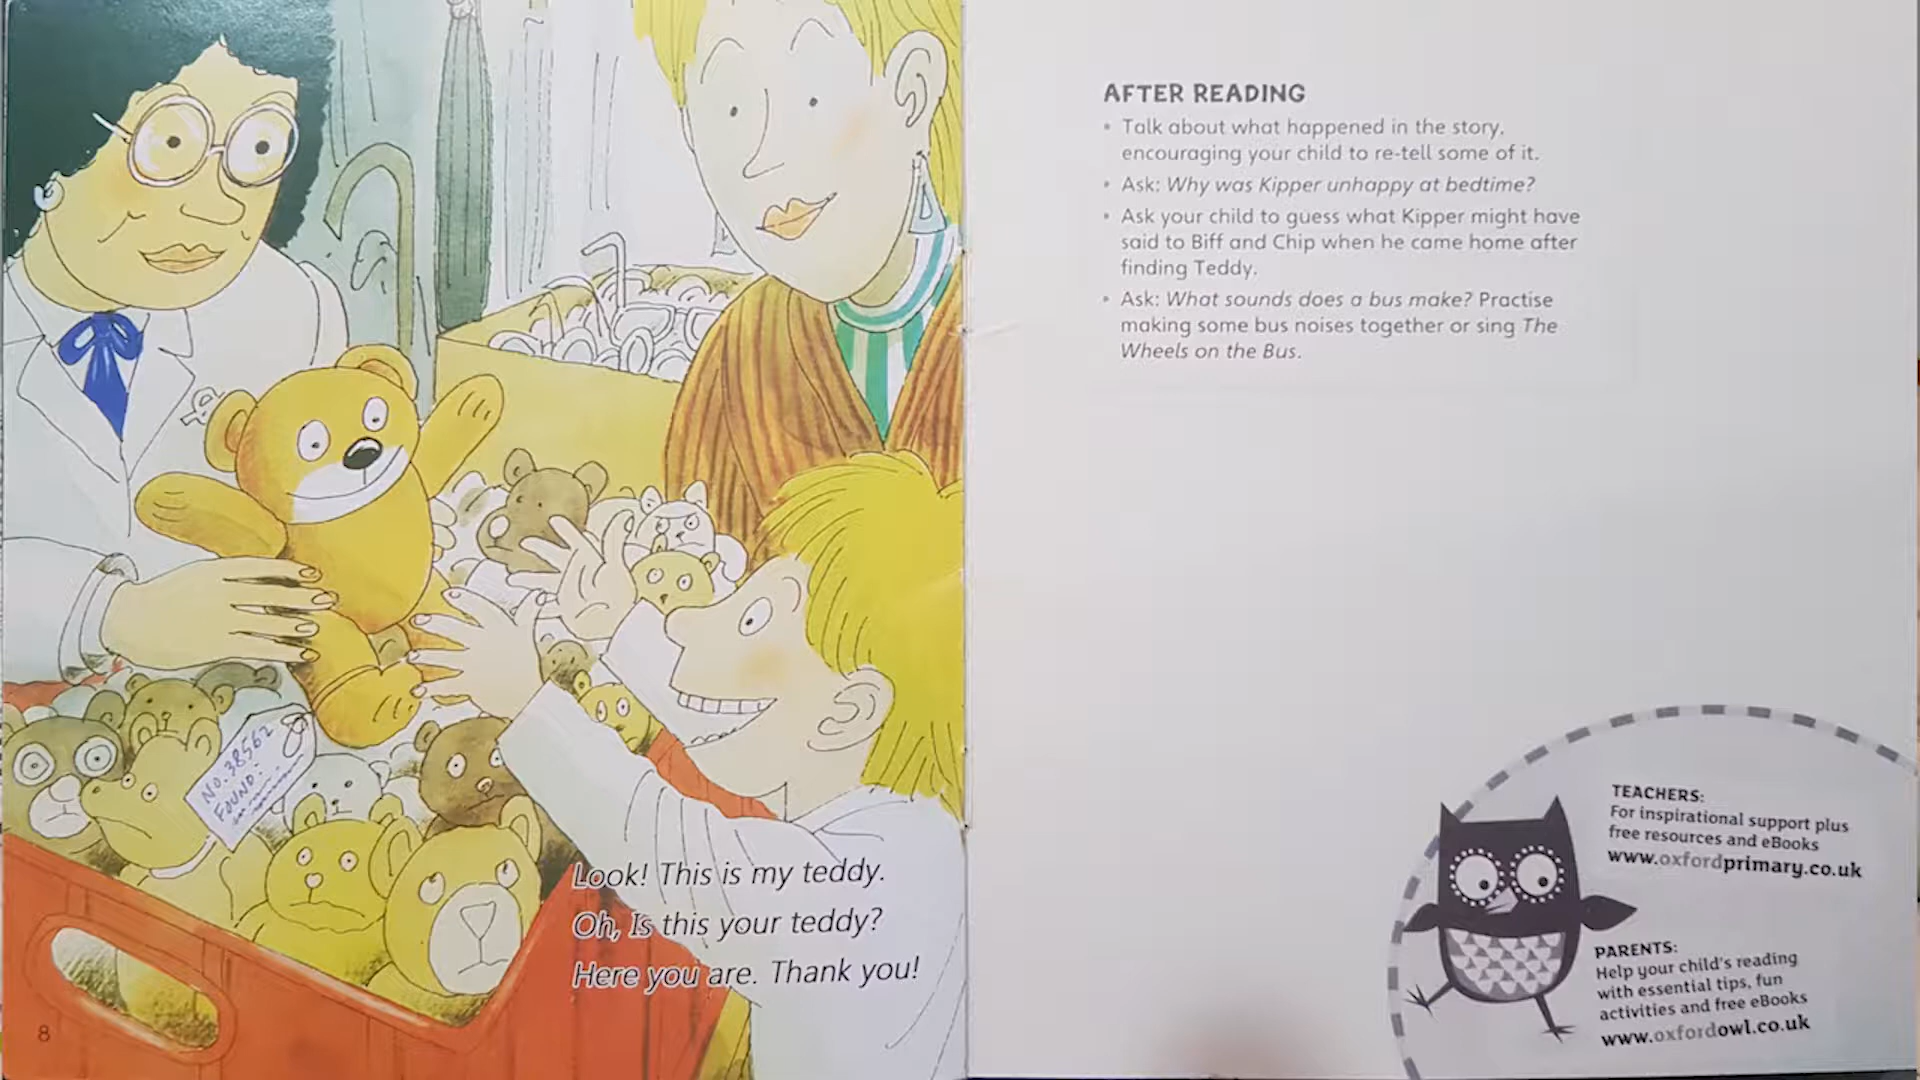 No. 38562
FOUND:
Look! This is my teddy.
Oh, Is this your teddy?
Here you are. Thank you!
8
AFTER READING
• Talk about what happened in the story,
encouraging your child to re-tell some of it.
• Ask: Why was Kipper unhappy at bedtime?
• Ask your child to guess what Kipper might have
said to Biff and Chip when he came home after
finding Teddy.
• Ask: What sounds does a bus make? Practise
making some bus noises together or sing The
Wheels on the Bus.
TEACHERS:
For inspirational support plus
free resources and eBooks
www.oxfordprimary.co.uk
PARENTS:
Help your child's reading
with essential tips, fun
activities and free eBooks
www.oxfordowl.co.uk